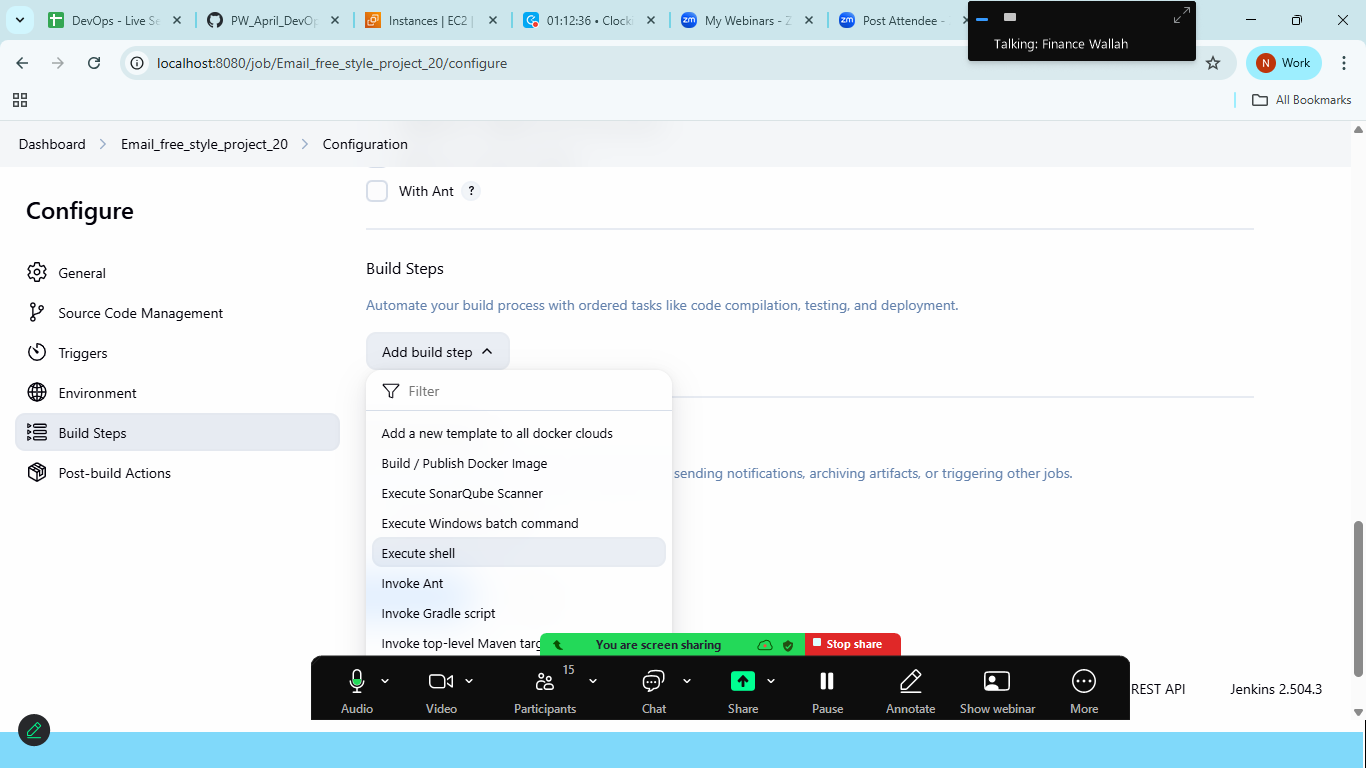 DevOps - Live Se
PW_April_DevOp
Instances | EC2 |
01:12:36 • Clocki
My Webinars - Z
Post Attendee -
Talking: Finance Wallah
localhost:8080/job/Email_free_style_project_20/configure
N Work
All Bookmarks
Dashboard > Email_free_style_project_20 > Configuration
With Ant ?
Configure
General
Source Code Management
Triggers
Environment
Build Steps
Post-build Actions
Build Steps
Automate your build process with ordered tasks like code compilation, testing, and deployment.
Add build step
Filter
Add a new template to all docker clouds
Build / Publish Docker Image
sending notifications, archiving artifacts, or triggering other jobs.
Execute SonarQube Scanner
Execute Windows batch command
Execute shell
Invoke Ant
Invoke Gradle script
Invoke top-level Maven targ
You are screen sharing
Stop share
REST API
Jenkins 2.504.3
15
Audio
Video
Participants
Chat
Share
Pause
Annotate
Show webinar
More